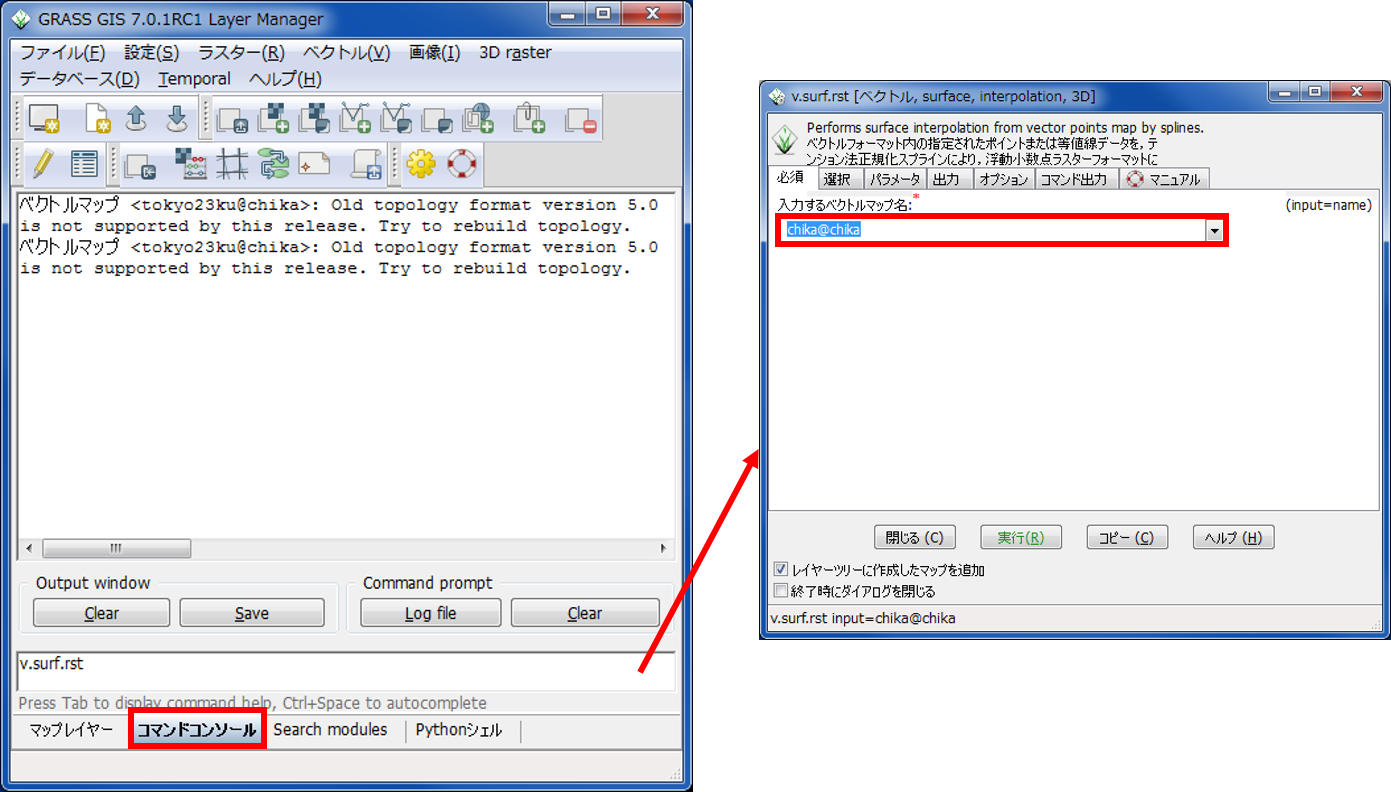 GRASS GIS 7.0.1RC1 Layer Manager
ファイル(F) 設定(S) ラスター(R) ベクトル(V) 画像(I) 3D raster
データベース(D) Temporal ヘルプ(H)
ベクトルマップ <tokyo23ku@chika>: Old topology format version 5.0
is not supported by this release. Try to rebuild topology.
ベクトルマップ <tokyo23ku@chika>: Old topology format version 5.0
is not supported by this release. Try to rebuild topology.
Output window
Command prompt
Clear
Save
Log file
Clear
v.surf.rst
Press Tab to display command help, Ctrl+Space to autocomplete
マップレイヤー コマンドコンソール Search modules Pythonシェル
v.surf.rst [ベクトル, surface, interpolation, 3D]
Performs surface interpolation from vector points map by splines.
ベクトルフォーマット内の指定されたポイントまたは等値線データを，テ
ンション法正規化スプラインにより，浮動小数点ラスターフォーマットに
必須 選択 パラメータ 出力 オプション コマンド出力 マニュアル
入力するベクトルマップ名:* (input=name)
chika@chika
閉じる (C) 実行(R) コピー (C) ヘルプ (H)
レイヤーツリーに作成したマップを追加
終了時にダイアログを閉じる
v.surf.rst input=chika@chika